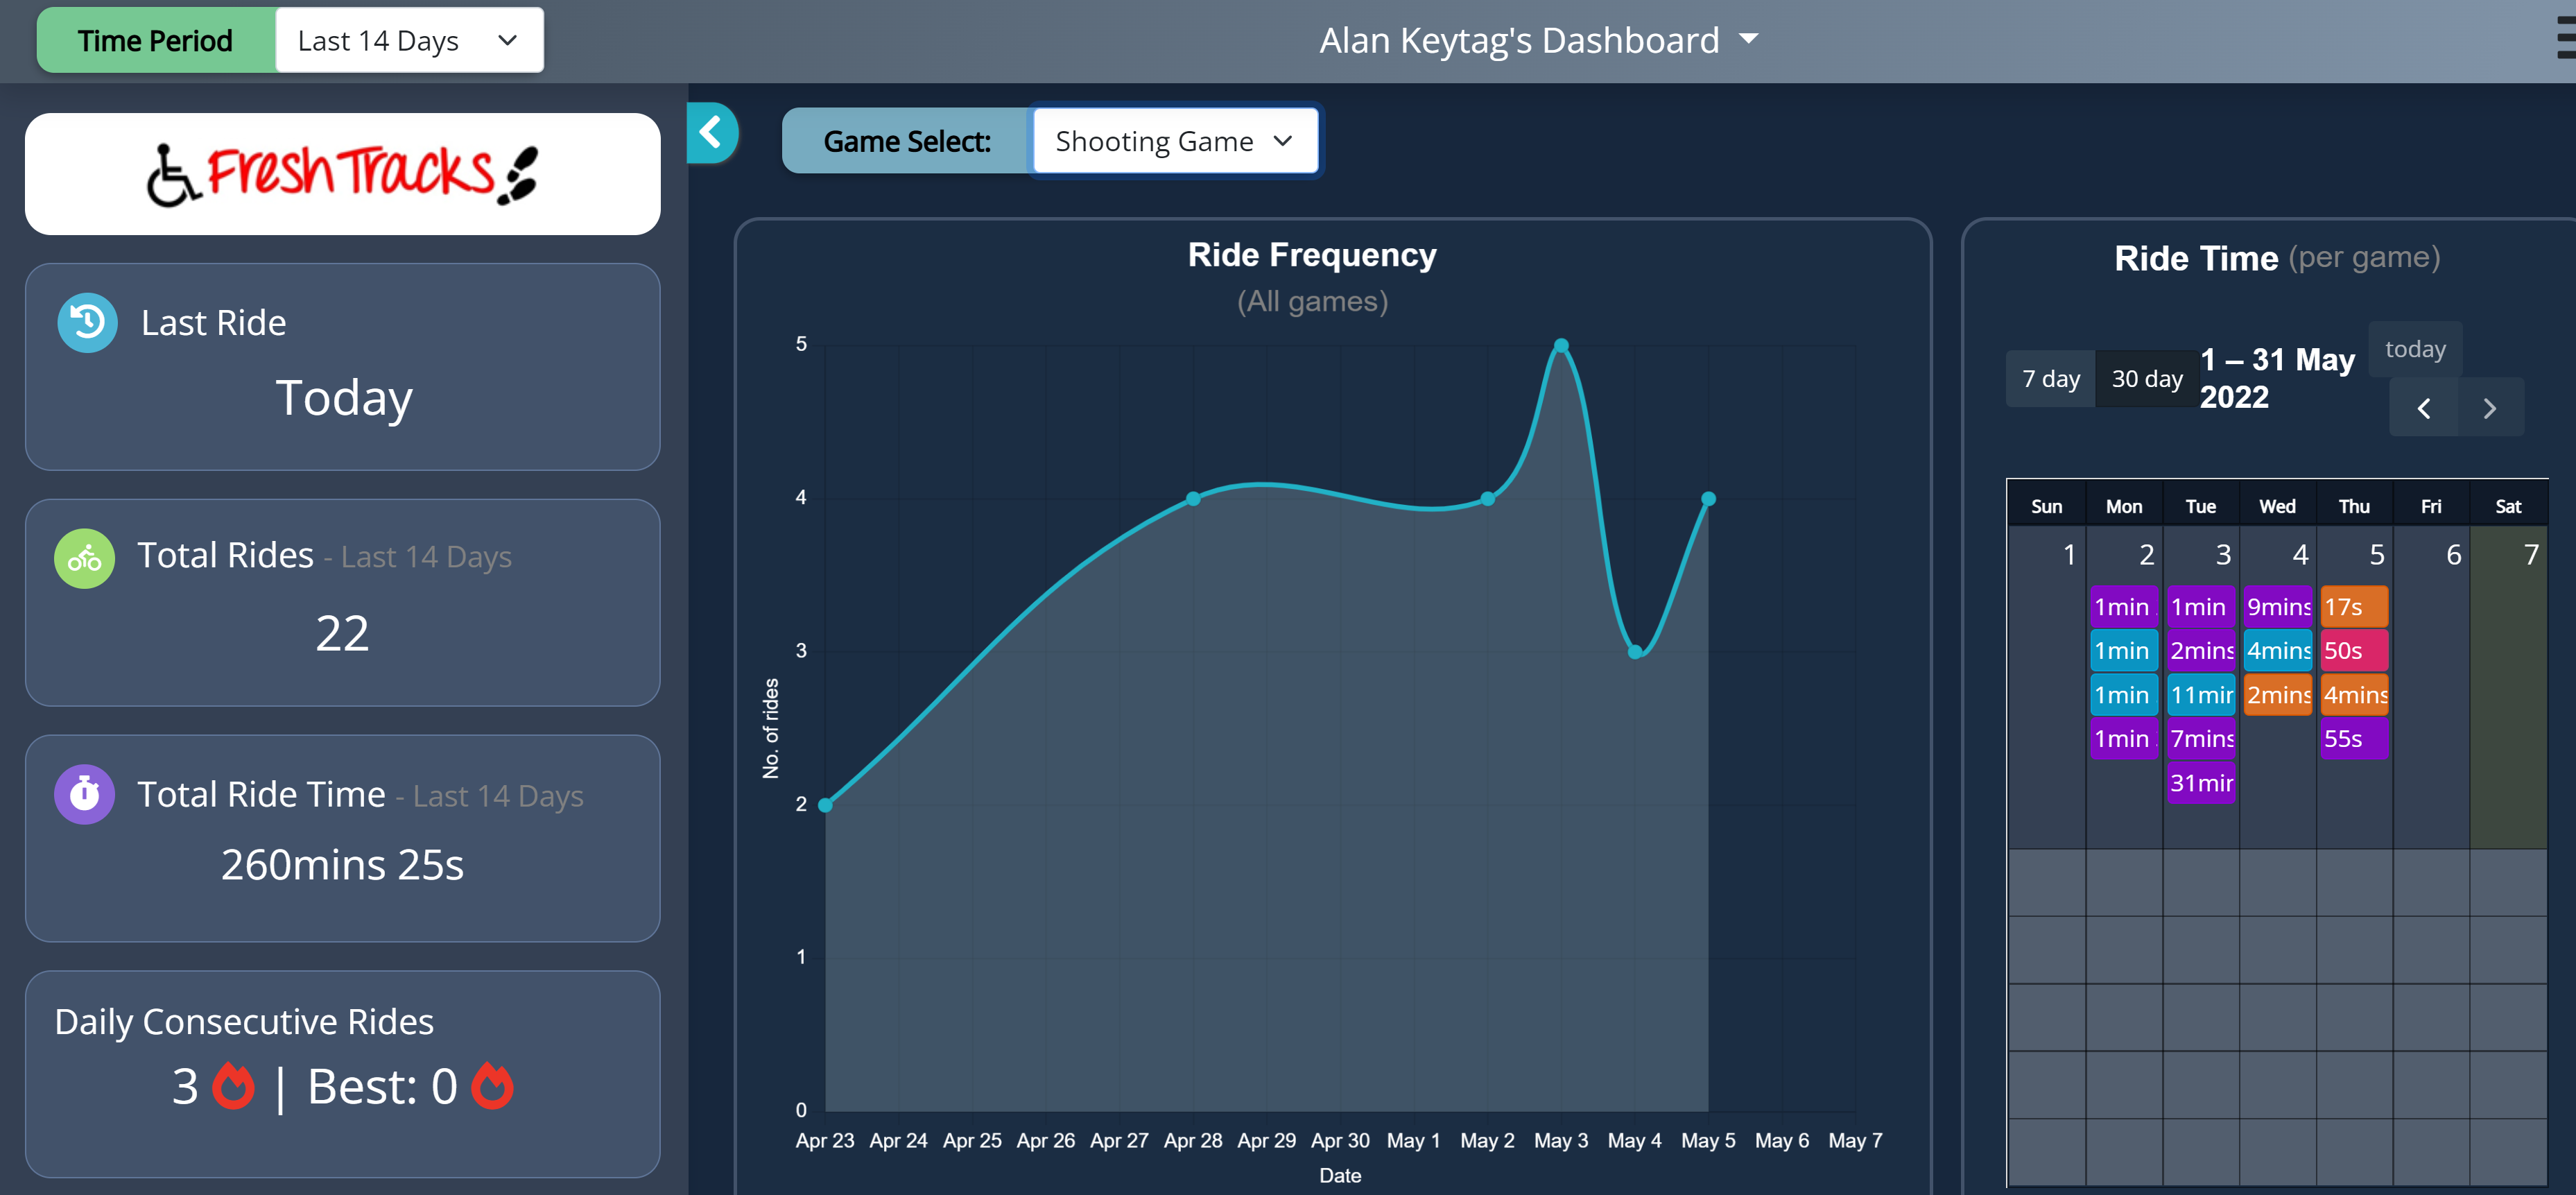 Time Period
Last 14 Days
Alan Keytag's Dashboard
Fresh Tracks
Last Ride
Today
Total Rides - Last 14 Days
22
Total Ride Time - Last 14 Days
260mins 25s
Daily Consecutive Rides
3 | Best: 0
Game Select:
Shooting Game
Ride Frequency
(All games)
5
4
3
2
1
0
No. of rides
Apr 23 Apr 24 Apr 25 Apr 26 Apr 27 Apr 28 Apr 29 Apr 30 May 1 May 2 May 3 May 4 May 5 May 6 May 7
Date
Ride Time (per game)
7 day 30 day
1 – 31 May
2022
today
Sun Mon Tue Wed Thu Fri Sat
1 2 3 4 5 6 7
1min 1min 9mins 17s
1min 2mins 4mins 50s
1min 11min 2mins 4mins
1min 7mins 55s
31min